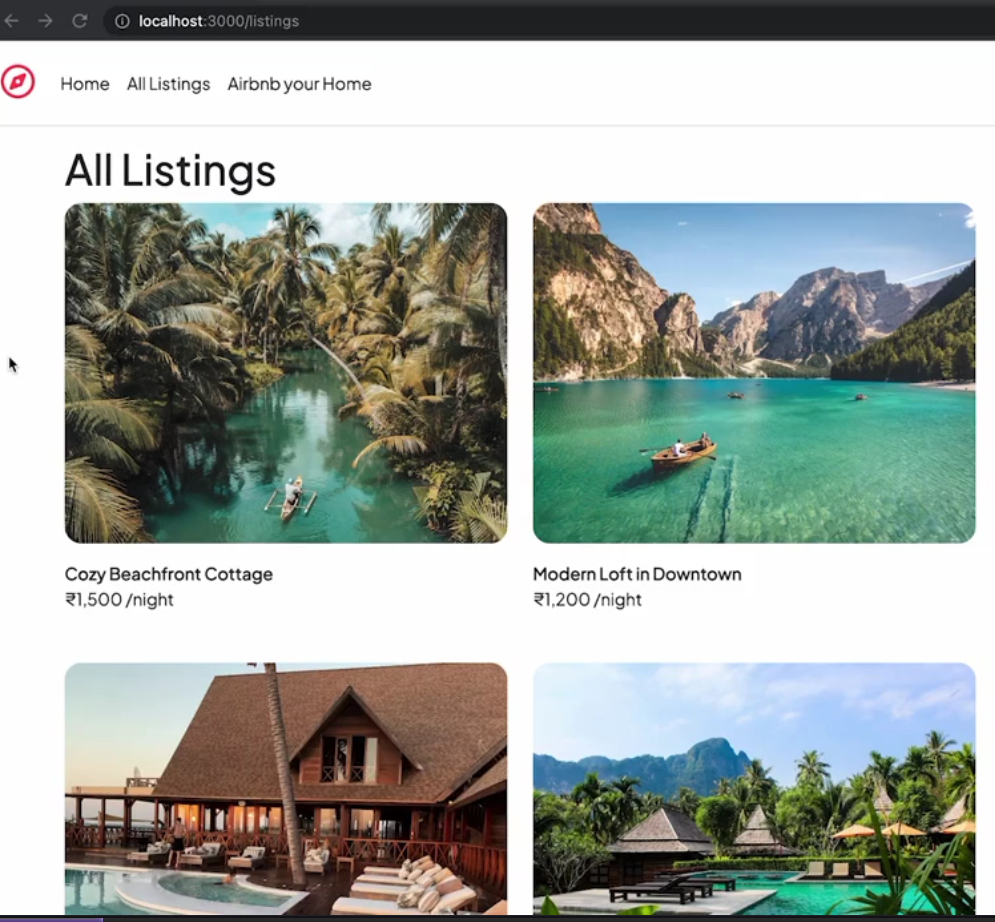 localhost:3000/listings
Home All Listings Airbnb your Home
All Listings
Cozy Beachfront Cottage
₹1,500 /night
Modern Loft in Downtown
₹1,200 /night